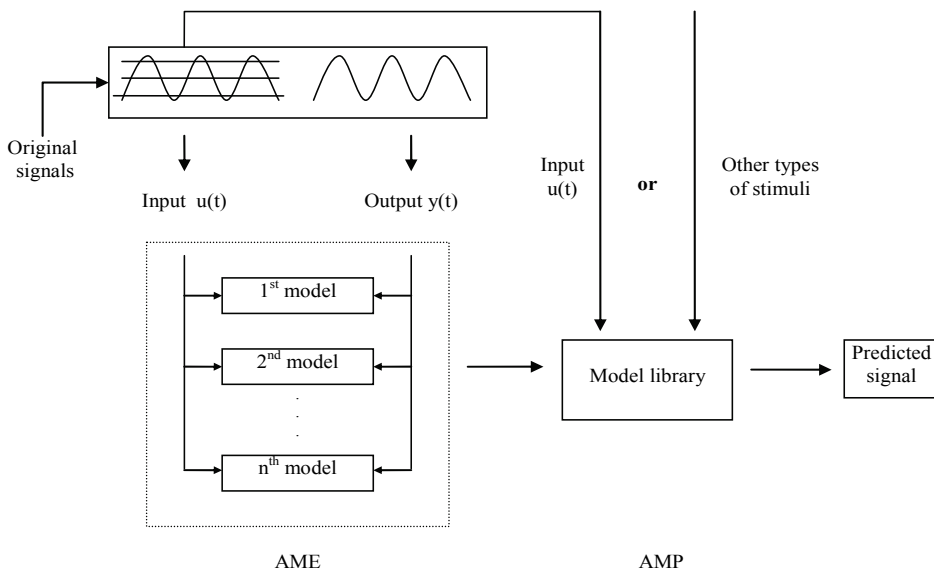 Original
signals
Input u(t)
Output y(t)
Input
u(t)
or
Other types
of stimuli
1st model
2nd model
.
.
.
nth model
Model library
Predicted
signal
AME
AMP